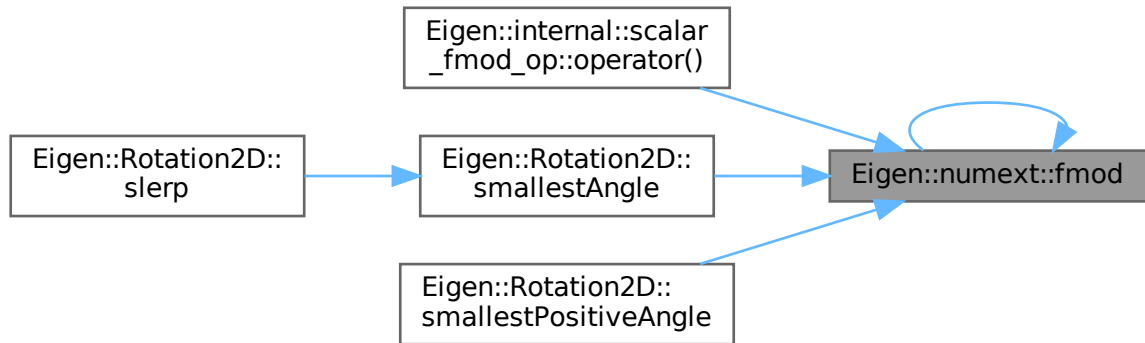 Eigen::internal::scalar
_fmod_op::operator()
Eigen::Rotation2D::
slerp
Eigen::Rotation2D::
smallestAngle
Eigen::numext::fmod
Eigen::Rotation2D::
smallestPositiveAngle